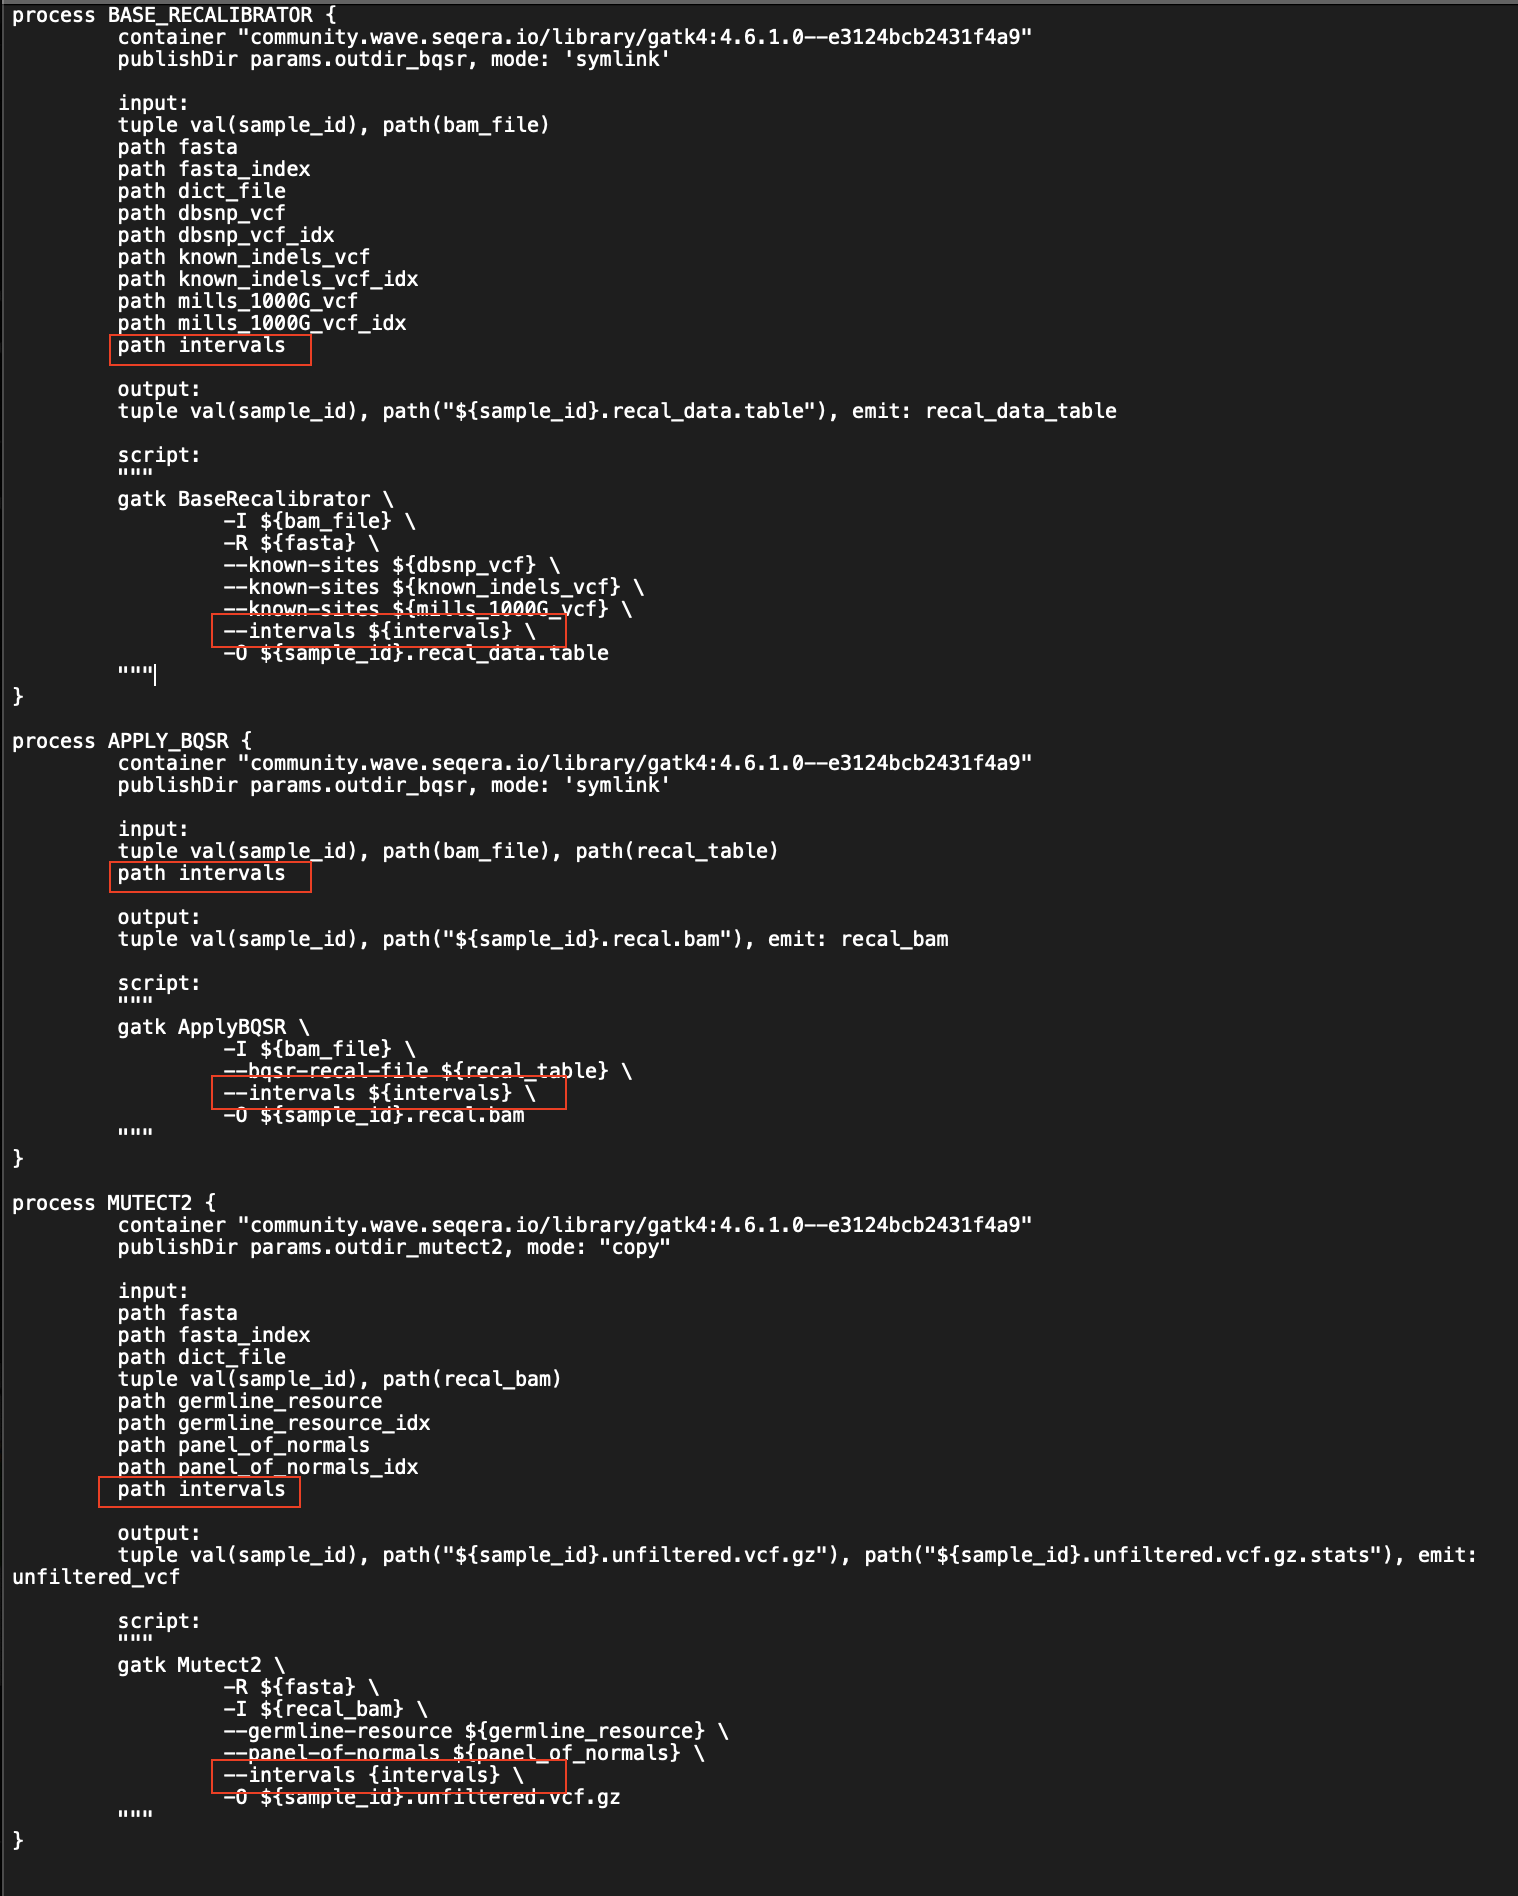 process BASE_RECALIBRATOR {
container "community.wave.seqera.io/library/gatk4:4.6.1.0--e3124bcb2431f4a9"
publishDir params.outdir_bqsr, mode: 'symlink'
input:
tuple val(sample_id), path(bam_file)
path fasta
path fasta_index
path dict_file
path dbsnp_vcf
path dbsnp_vcf_idx
path known_indels_vcf
path known_indels_vcf_idx
path mills_1000G_vcf
path mills_1000G_vcf_idx
path intervals
output:
tuple val(sample_id), path("${sample_id}.recal_data.table"), emit: recal_data_table
script:
"""
gatk BaseRecalibrator \
-I ${bam_file} \
-R ${fasta} \
--known-sites ${dbsnp_vcf} \
--known-sites ${known_indels_vcf} \
--known-sites ${mills_1000G_vcf} \
--intervals ${intervals} \
-O ${sample_id}.recal_data.table
"""
}
process APPLY_BQSR {
container "community.wave.seqera.io/library/gatk4:4.6.1.0--e3124bcb2431f4a9"
publishDir params.outdir_bqsr, mode: 'symlink'
input:
tuple val(sample_id), path(bam_file), path(recal_table)
path intervals
output:
tuple val(sample_id), path("${sample_id}.recal.bam"), emit: recal_bam
script:
"""
gatk ApplyBQSR \
-I ${bam_file} \
--bqsr-recal-file ${recal_table} \
--intervals ${intervals} \
-O ${sample_id}.recal.bam
"""
}
process MUTECT2 {
container "community.wave.seqera.io/library/gatk4:4.6.1.0--e3124bcb2431f4a9"
publishDir params.outdir_mutect2, mode: "copy"
input:
path fasta
path fasta_index
path dict_file
tuple val(sample_id), path(recal_bam)
path germline_resource
path germline_resource_idx
path panel_of_normals
path panel_of_normals_idx
path intervals
output:
tuple val(sample_id), path("${sample_id}.unfiltered.vcf.gz"), path("${sample_id}.unfiltered.vcf.gz.stats"), emit:
unfiltered_vcf
script:
"""
gatk Mutect2 \
-R ${fasta} \
-I ${recal_bam} \
--germline-resource ${germline_resource} \
--panel-of-normals ${panel_of_normals} \
--intervals {intervals} \
-O ${sample_id}.unfiltered.vcf.gz
"""
}